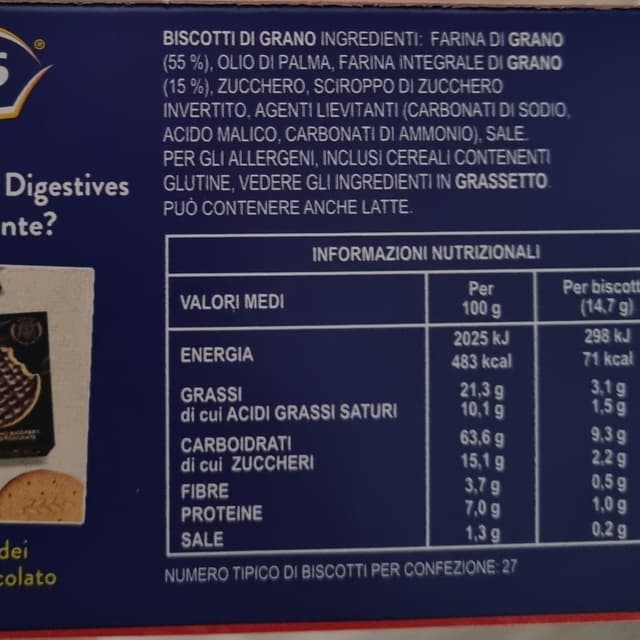 S®
Digestives
nte?
dei
colato
BISCOTTI DI GRANO INGREDIENTI: FARINA DI GRANO
(55 %), OLIO DI PALMA, FARINA INTEGRALE DI GRANO
(15 %), ZUCCHERO, SCIROPPO DI ZUCCHERO
INVERTITO, AGENTI LIEVITANTI (CARBONATI DI SODIO,
ACIDO MALICO, CARBONATI DI AMMONIO), SALE.
PER GLI ALLERGENI, INCLUSI CEREALI CONTENENTI
GLUTINE, VEDERE GLI INGREDIENTI IN GRASSETTO.
PUÒ CONTENERE ANCHE LATTE.
INFORMAZIONI NUTRIZIONALI
VALORI MEDI Per 100 g Per biscott (14,7 g)
ENERGIA 2025 kJ 298 kJ
483 kcal 71 kcal
GRASSI 21,3 g 3,1 g
di cui ACIDI GRASSI SATURI 10,1 g 1,5 g
CARBOIDRATI 63,6 g 9,3 g
di cui ZUCCHERI 15,1 g 2,2 g
FIBRE 3,7 g 0,5 g
PROTEINE 7,0 g 1,0 g
SALE 1,3 g 0,2 g
NUMERO TIPICO DI BISCOTTI PER CONFEZIONE: 27